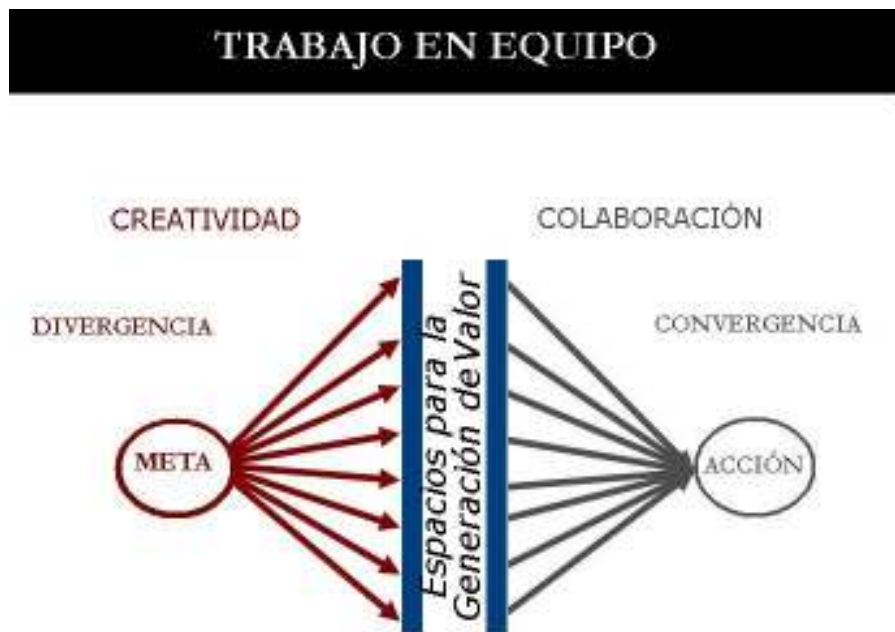 TRABAJO EN EQUIPO
CREATIVIDAD
COLABORACIÓN
DIVERGENCIA
CONVERGENCIA
META
Espacios para la
Generación de Valor
ACCIÓN